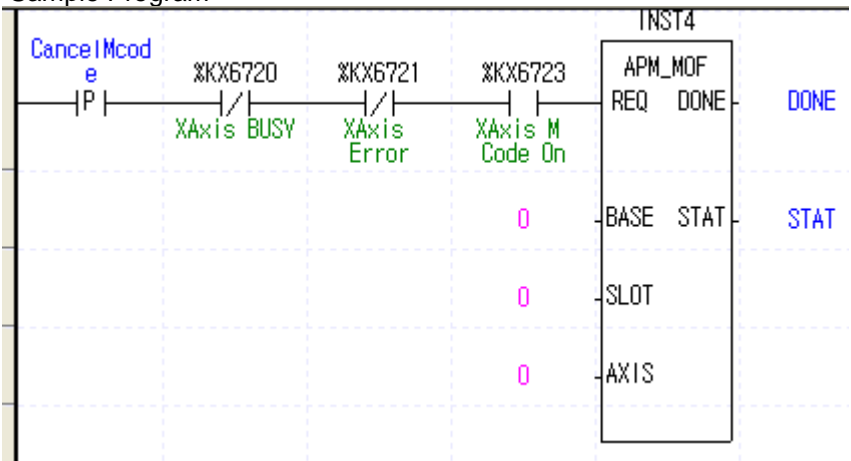 Sample Program
INST4
CancelMcod
e
%KX6720
%KX6721
%KX6723
APM_MOF
P
/
/
REQ DONE
DONE
XAxis BUSY
XAxis
Error
XAxis M
Code On
0
BASE STAT
STAT
0
SLOT
0
AXIS